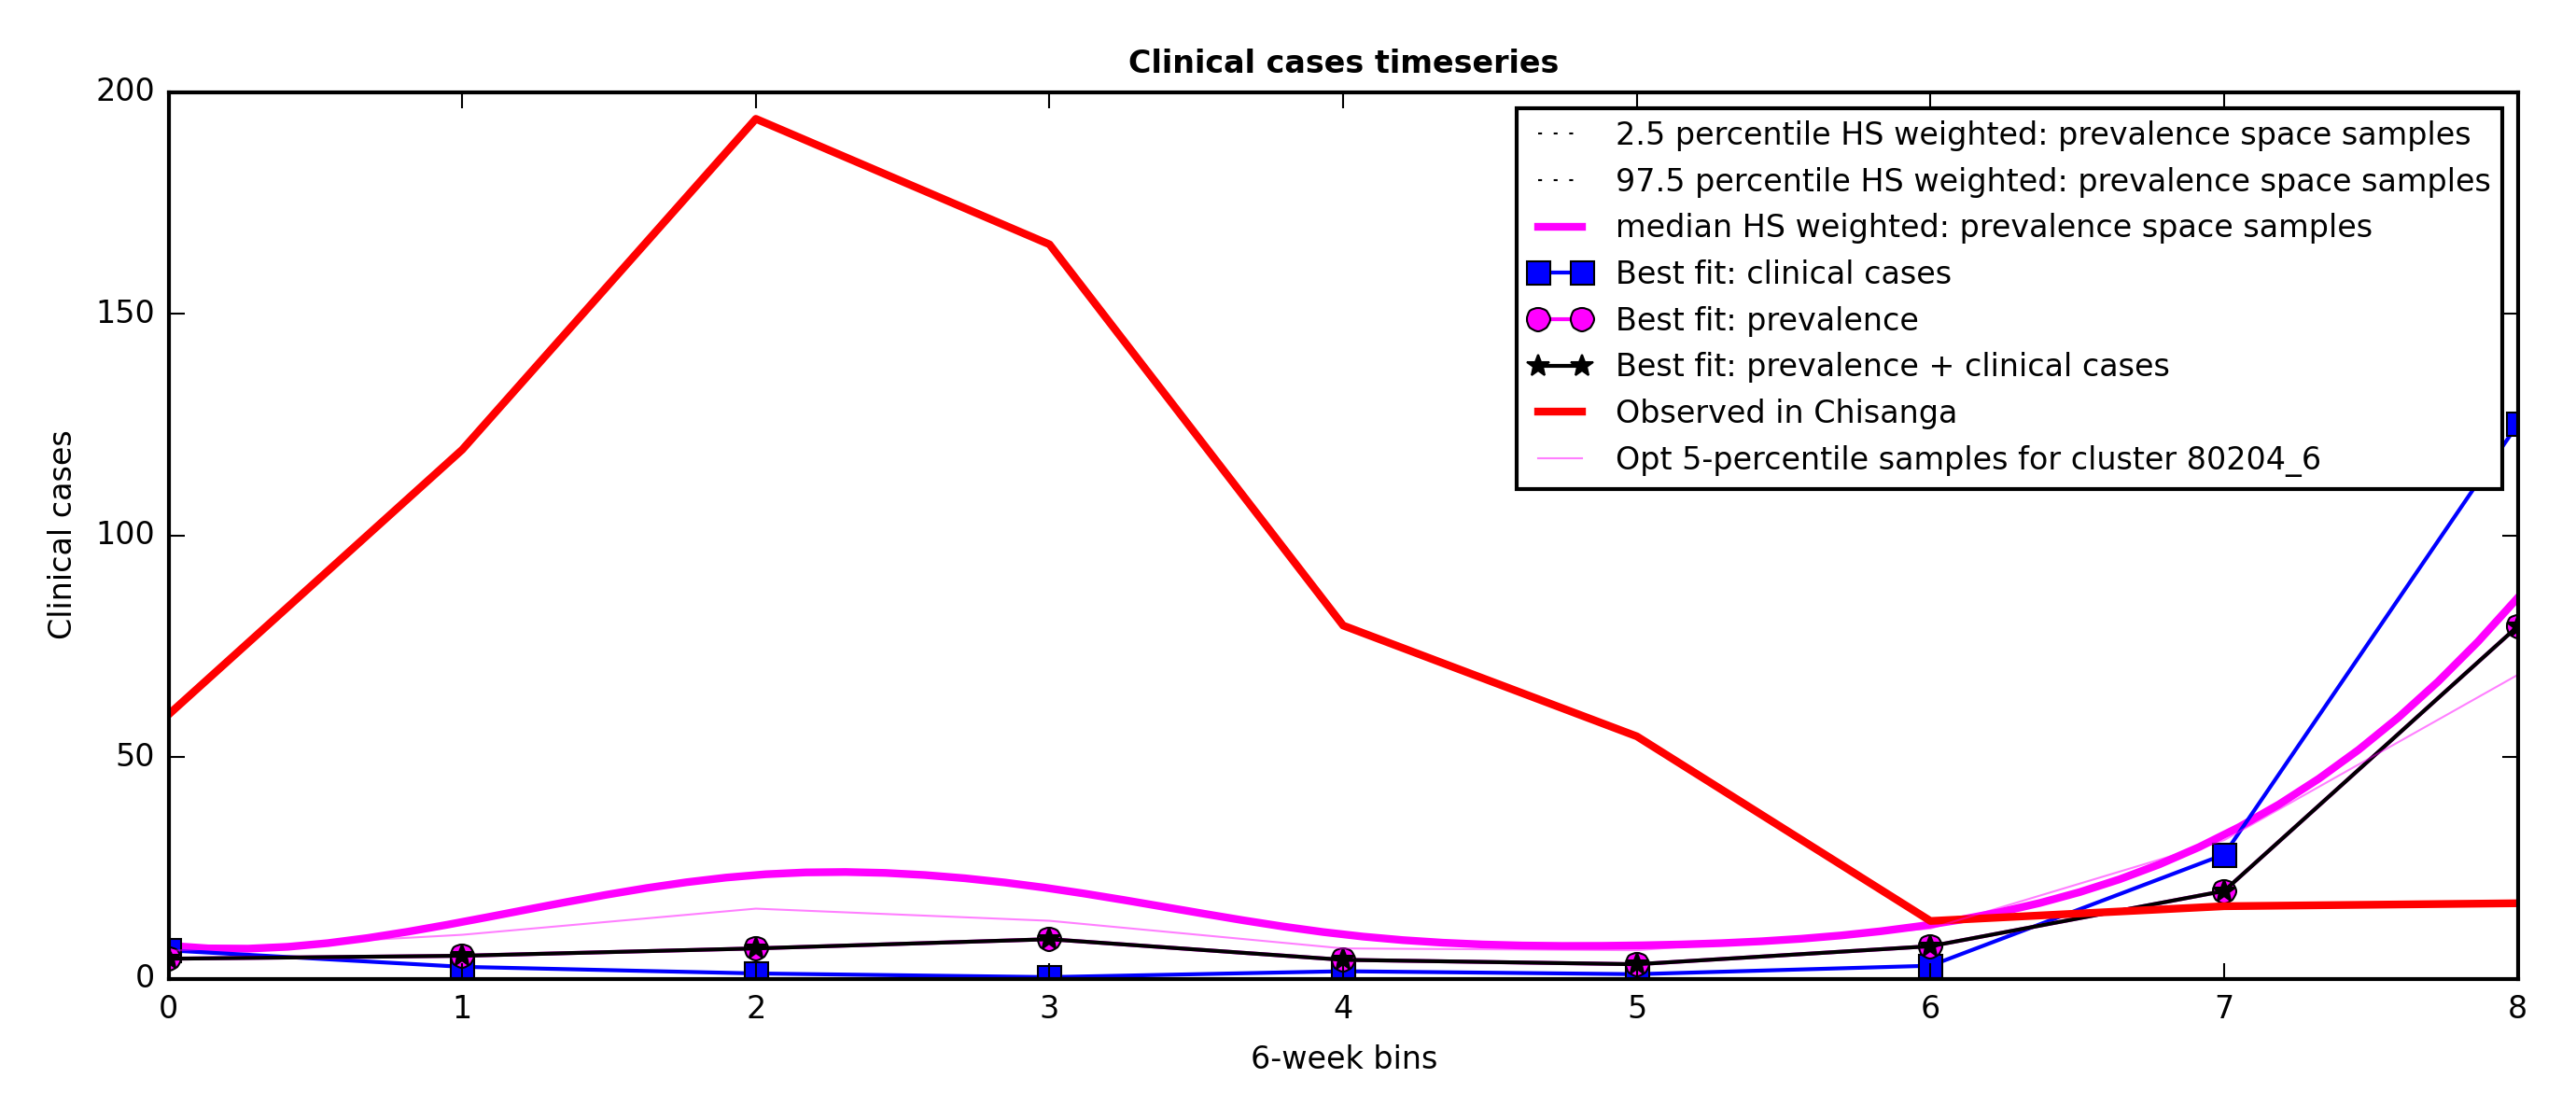 Clinical cases timeseries
200
150
100
50
0
Clinical cases
2.5 percentile HS weighted: prevalence space samples
97.5 percentile HS weighted: prevalence space samples
median HS weighted: prevalence space samples
Best fit: clinical cases
Best fit: prevalence
Best fit: prevalence + clinical cases
Observed in Chisanga
Opt 5-percentile samples for cluster 80204_6
0 1 2 3 4 5 6 7 8
6-week bins